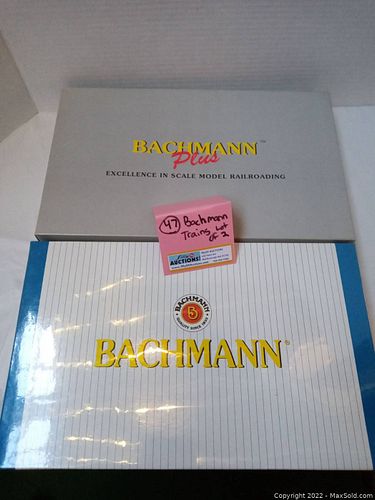 BACHMANN™
Plus
EXCELLENCE IN SCALE MODEL RAILROADING
47 Bachmann
Trains Lot
of 2
AUCTIONS!
BACHMANN
QUALITY SINCE 1833
B
BACHMANN®
Copyright 2022 - MaxSold.com